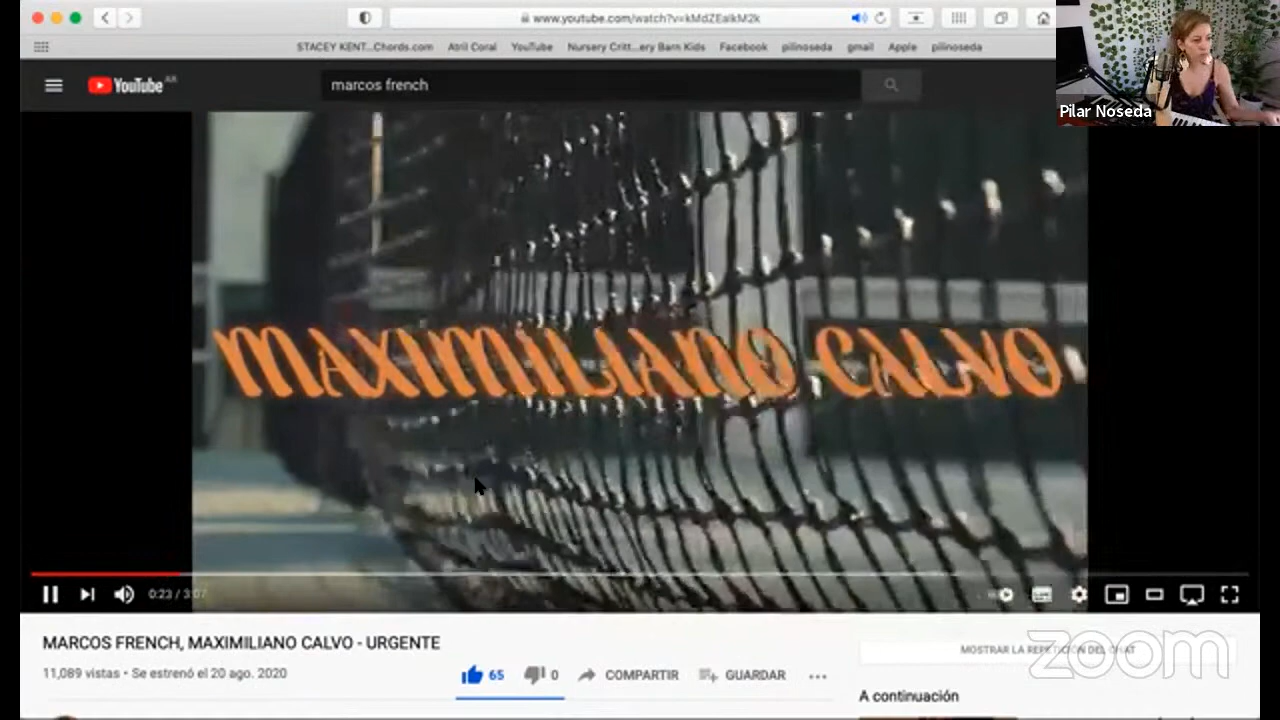 www.youtube.com/watch?v=kMdZEalkM2k
STACEY KENT...Chords.com Atril Coral YouTube Nursery Critt...ery Barn Kids Facebook pilinoseda gmail Apple pilinoseda
YouTube AR
marcos french
Pilar Noseda
MAXIMILIANO CALVO
0:23 / 3:07
MARCOS FRENCH, MAXIMILIANO CALVO - URGENTE
11,089 vistas • Se estrenó el 20 ago. 2020
65 0 COMPARTIR GUARDAR
MOSTRAR LA REPETICIÓN DEL CHAT
zoom
A continuación